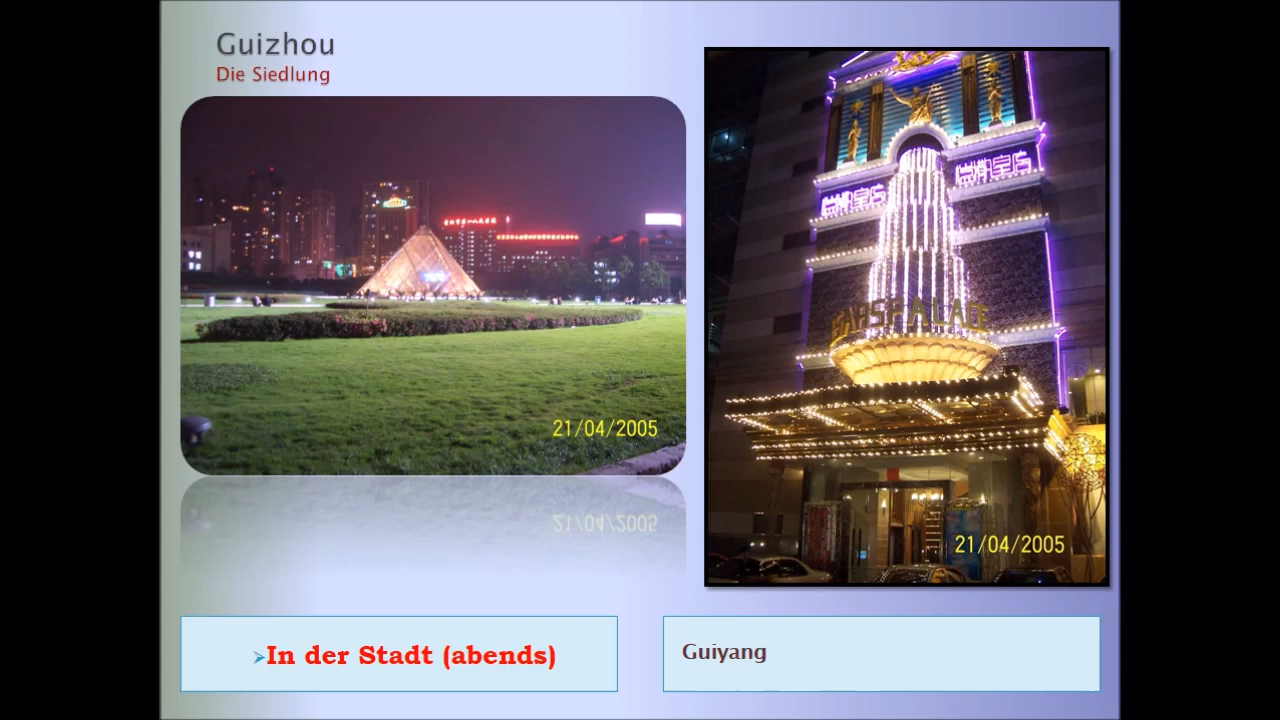 Guizhou
Die Siedlung
21/04/2005
21/04/2005
21/04/2005
In der Stadt (abends)
Guiyang